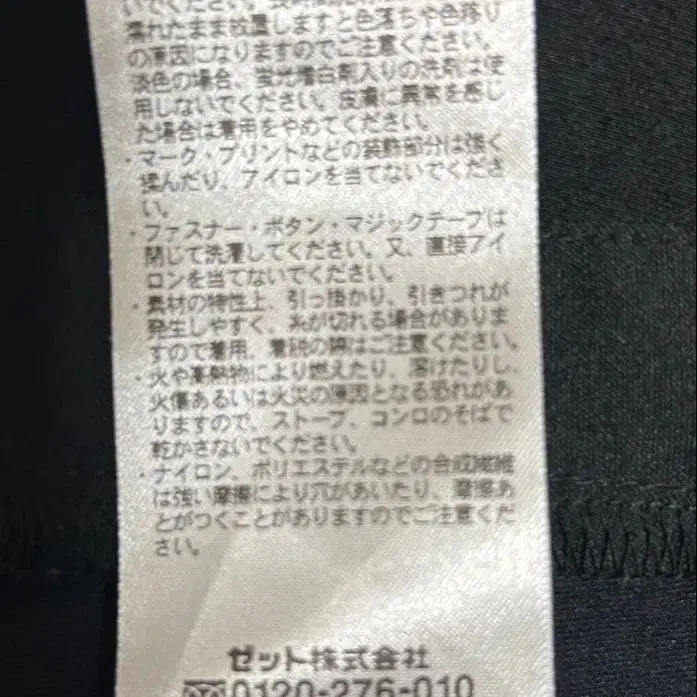 濡れたまま放置しますと色落ちや色移り
の原因になりますのでご注意ください。
淡色の場合、蛍光増白剤入りの洗剤は使
用しないでください。皮膚に異常を感じ
た場合は着用をやめてください。
・マーク・プリントなどの装飾部分は強く
揉んだり、アイロンを当てないでくださ
い。
・ファスナー・ボタン・マジックテープは
閉じて洗濯してください。又、直接アイ
ロンを当てないでください。
・素材の特性上、引っ掛かり、引きつれが
発生しやすく、糸が切れる場合がありま
すので着用、着脱の際はご注意ください。
・火や高熱物により燃えたり、溶けたりし、
火傷あるいは火災の原因となる恐れがあ
りますので、ストーブ、コンロのそばで
乾かさないでください。
・ナイロン、ポリエステルなどの合成繊維
は強い摩擦により穴があいたり、摩擦あ
とがつくことがありますのでご注意くだ
さい。
ゼット株式会社
0120-276-010